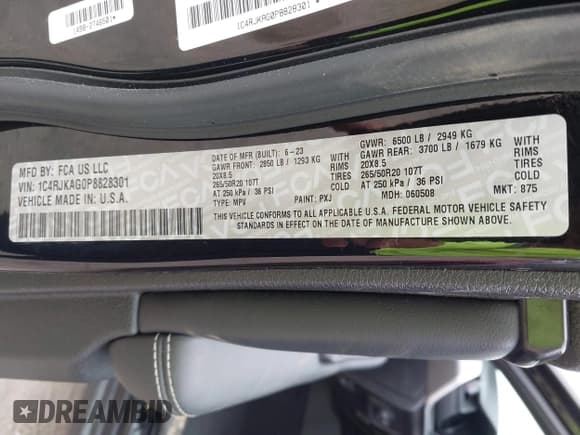 1A9B-2746501*
1C4RJKAG0P8828301
MFD BY: FCA US LLC
VIN: 1C4RJKAG0P8828301
VEHICLE MADE IN: U.S.A.
DATE OF MFR (BUILT): 6-23
GAWR FRONT: 2850 LB / 1293 KG WITH
20X8.5 RIMS
265/50R20 107T TIRES
AT 250 kPa / 36 PSI COLD
TYPE: MPV PAINT: PXJ
GVWR: 6500 LB / 2949 KG
GAWR REAR: 3700 LB / 1679 KG WITH
20X8.5 RIMS
265/50R20 107T TIRES
AT 250 kPa / 36 PSI COLD
MDH: 060508 MKT: 875
THIS VEHICLE CONFORMS TO ALL APPLICABLE U.S.A. FEDERAL MOTOR VEHICLE SAFETY
STANDARDS IN EFFECT ON THE DATE OF MANUFACTURE SHOWN ABOVE.
DREAMBID